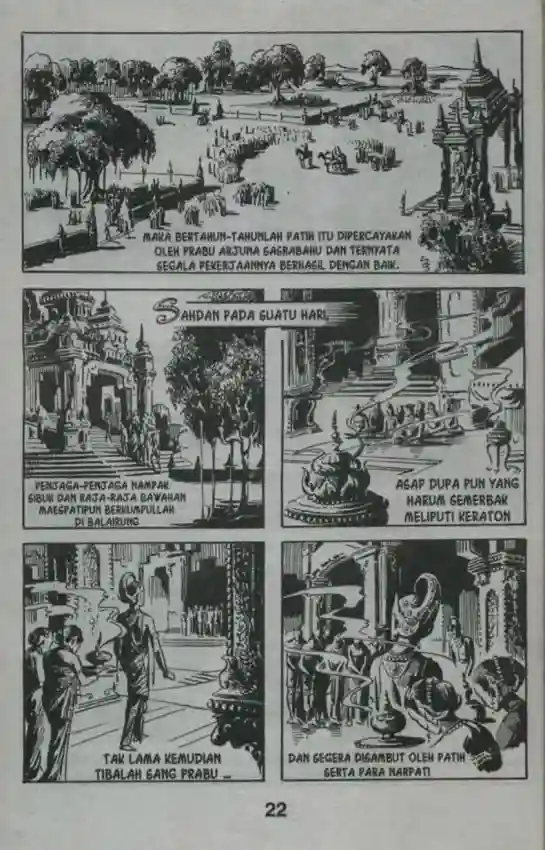 MAKA BERTAHUN-TAHUNLAH PATIH ITU DIPERCAYAKAN
OLEH PRABU ARJUNA SASRABAHU DAN TERNYATA
SEGALA PEKERJAANNYA BERHASIL DENGAN BAIK.
SAHDAN PADA SUATU HARI,
PENJAGA-PENJAGA NAMPAK
SIBUK DAN RAJA-RAJA BAWAHAN
MAESPATIPUN BERKUMPULLAH
DI BALAIRUNG
ASAP DUPA PUN YANG
HARUM SEMERBAK
MELIPUTI KERATON
TAK LAMA KEMUDIAN
TIBALAH SANG PRABU ...
DAN SEGERA DISAMBUT OLEH PATIH
SERTA PARA NARPATI
22